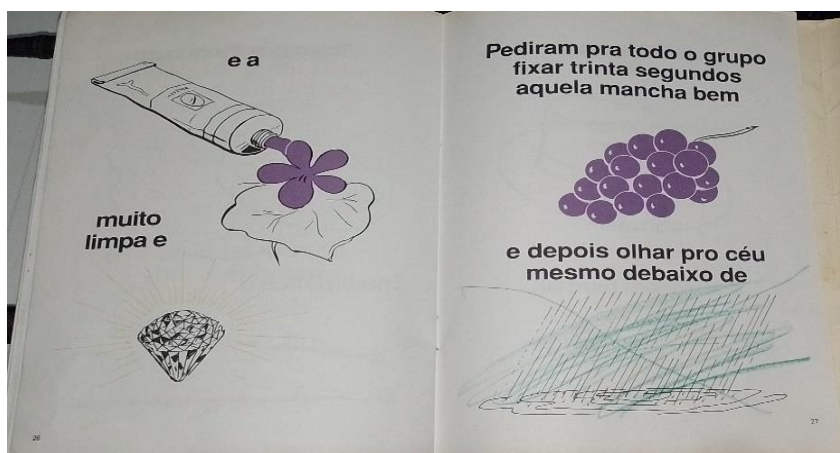 e a
muito
limpa e
26
Pediram pra todo o grupo
fixar trinta segundos
aquela mancha bem
e depois olhar pro céu
mesmo debaixo de
27